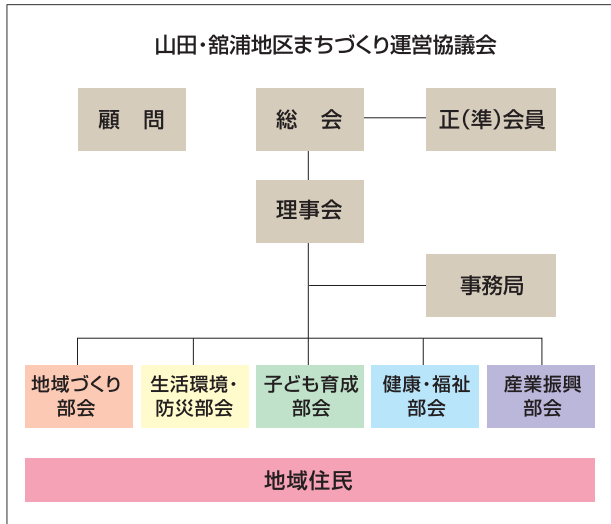 山田・舘浦地区まちづくり運営協議会
顧　問
総　会
正(準)会員
理事会
事務局
地域づくり
部会
生活環境・
防災部会
子ども育成
部会
健康・福祉
部会
産業振興
部会
地域住民